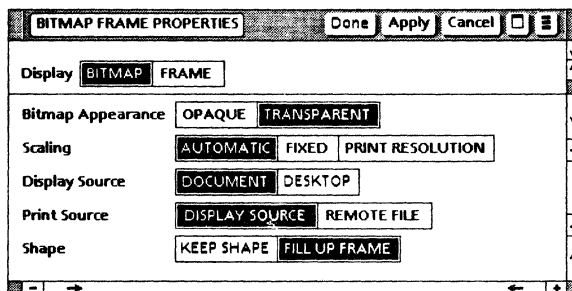 BITMAP FRAME PROPERTIES Done Apply Cancel
Display BITMAP FRAME
Bitmap Appearance OPAQUE TRANSPARENT
Scaling AUTOMATIC FIXED PRINT RESOLUTION
Display Source DOCUMENT DESKTOP
Print Source DISPLAY SOURCE REMOTE FILE
Shape KEEP SHAPE FILL UP FRAME